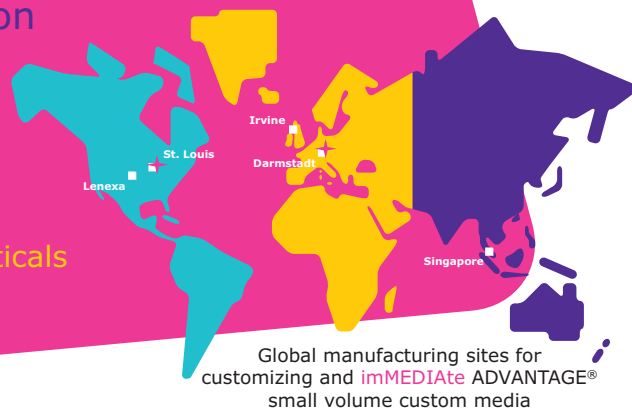 on
Irvine
St. Louis
Darmstadt
Lenexa
ticals
Singapore
Global manufacturing sites for
customizing and imMEDIAte ADVANTAGE®
small volume custom media